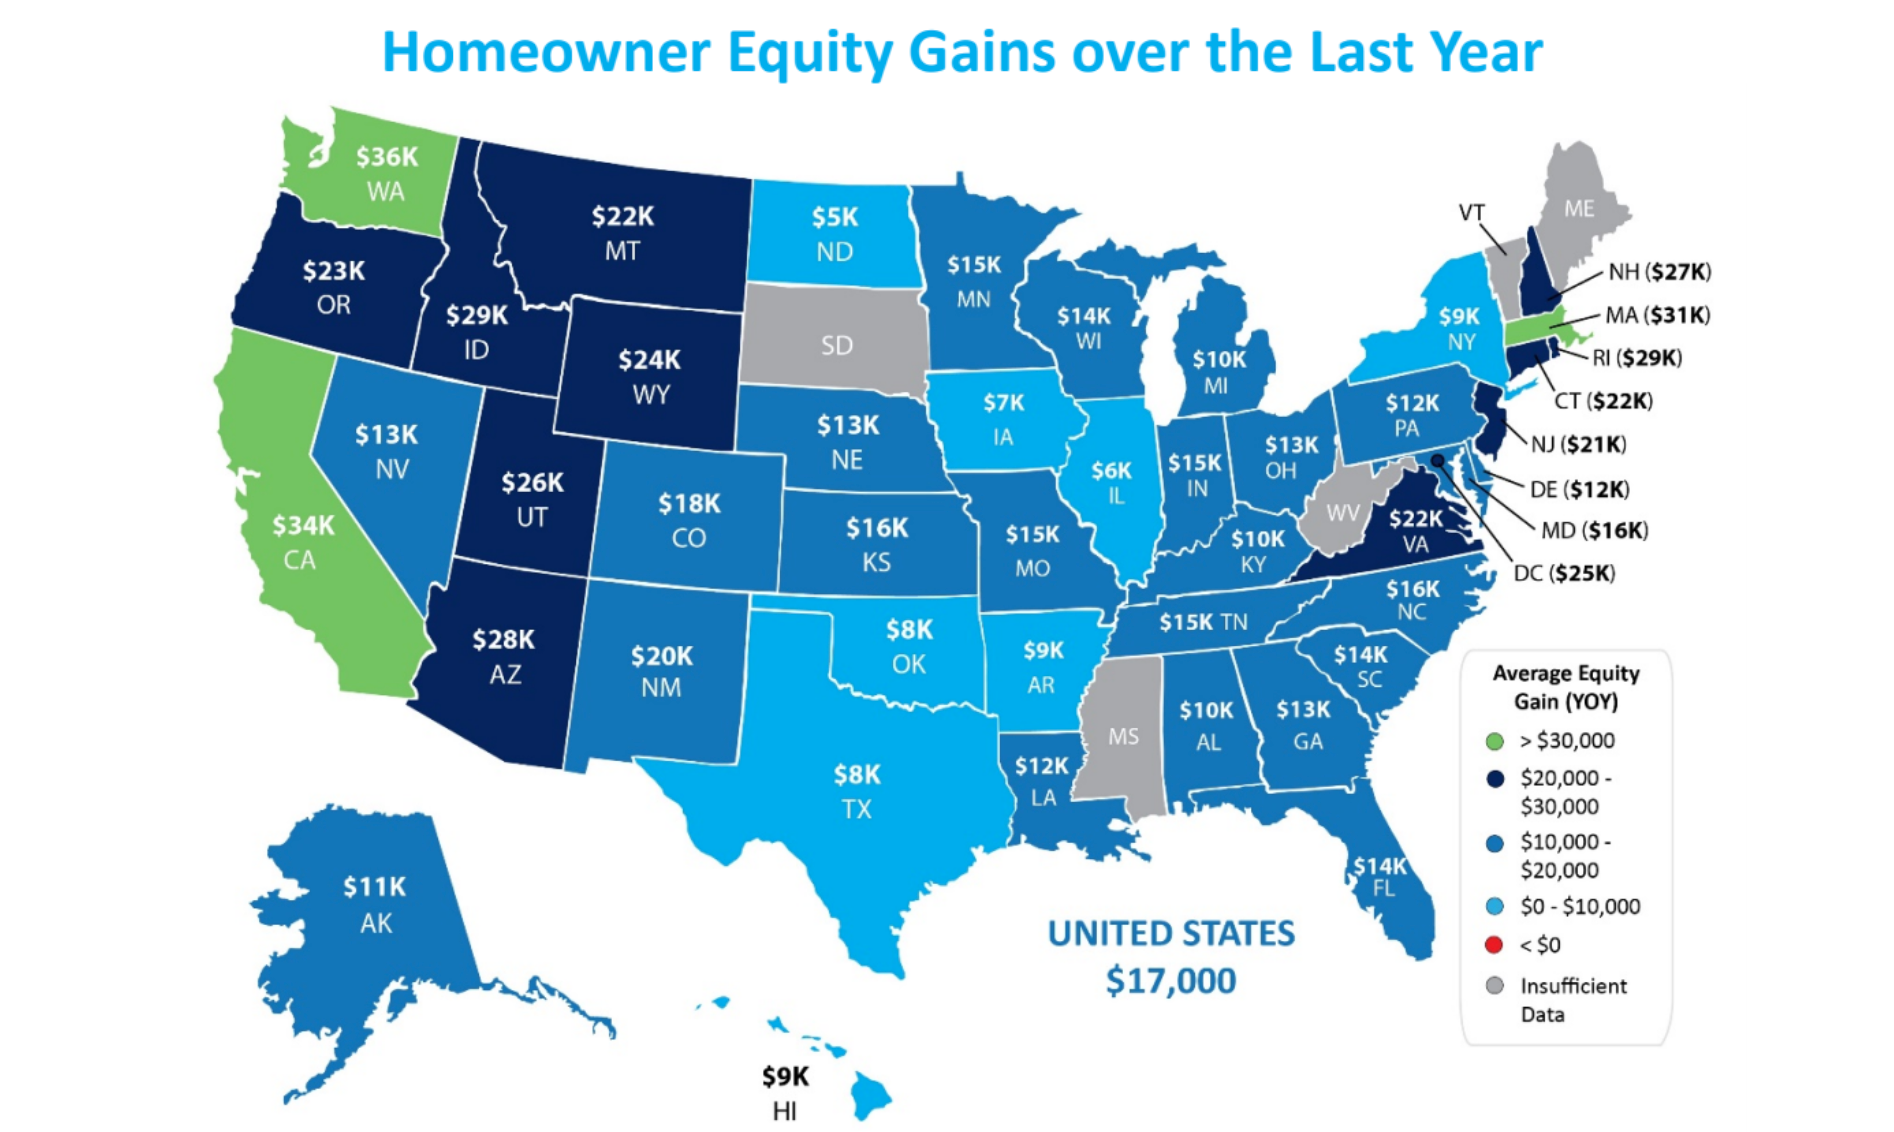 Homeowner Equity Gains over the Last Year
$36K
WA
$23K
OR
$29K
ID
$22K
MT
$24K
WY
$5K
ND
SD
$15K
MN
$14K
WI
$10K
MI
VT
ME
NH ($27K)
MA ($31K)
RI ($29K)
CT ($22K)
NJ ($21K)
DE ($12K)
MD ($16K)
DC ($25K)
$9K
NY
$12K
PA
$34K
CA
$13K
NV
$26K
UT
$18K
CO
$13K
NE
$16K
KS
$7K
IA
$15K
MO
$6K
IL
$15K
IN
$13K
OH
WV
$22K
VA
$10K
KY
$28K
AZ
$20K
NM
$8K
OK
$9K
AR
$15K TN
$16K
NC
$14K
SC
$8K
TX
$12K
LA
MS
$10K
AL
$13K
GA
$14K
FL
$11K
AK
$9K
HI
UNITED STATES
$17,000
Average Equity
Gain (YOY)
> $30,000
$20,000 -
$30,000
$10,000 -
$20,000
$0 - $10,000
< $0
Insufficient
Data